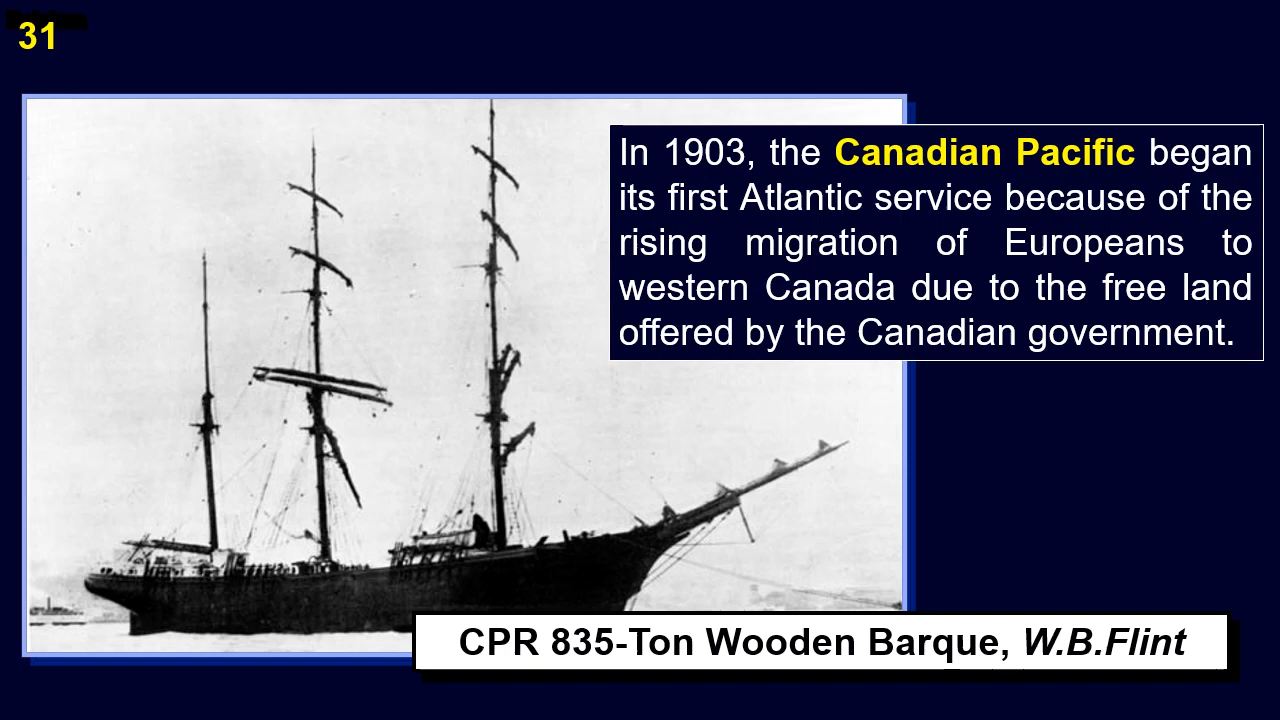 31
In 1903, the Canadian Pacific began
its first Atlantic service because of the
rising migration of Europeans to
western Canada due to the free land
offered by the Canadian government.
CPR 835-Ton Wooden Barque, W.B.Flint